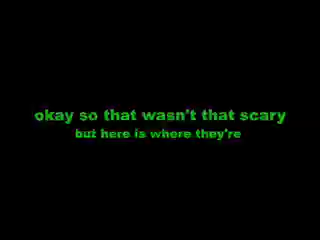 okay so that wasn't that scary
but here is where they're